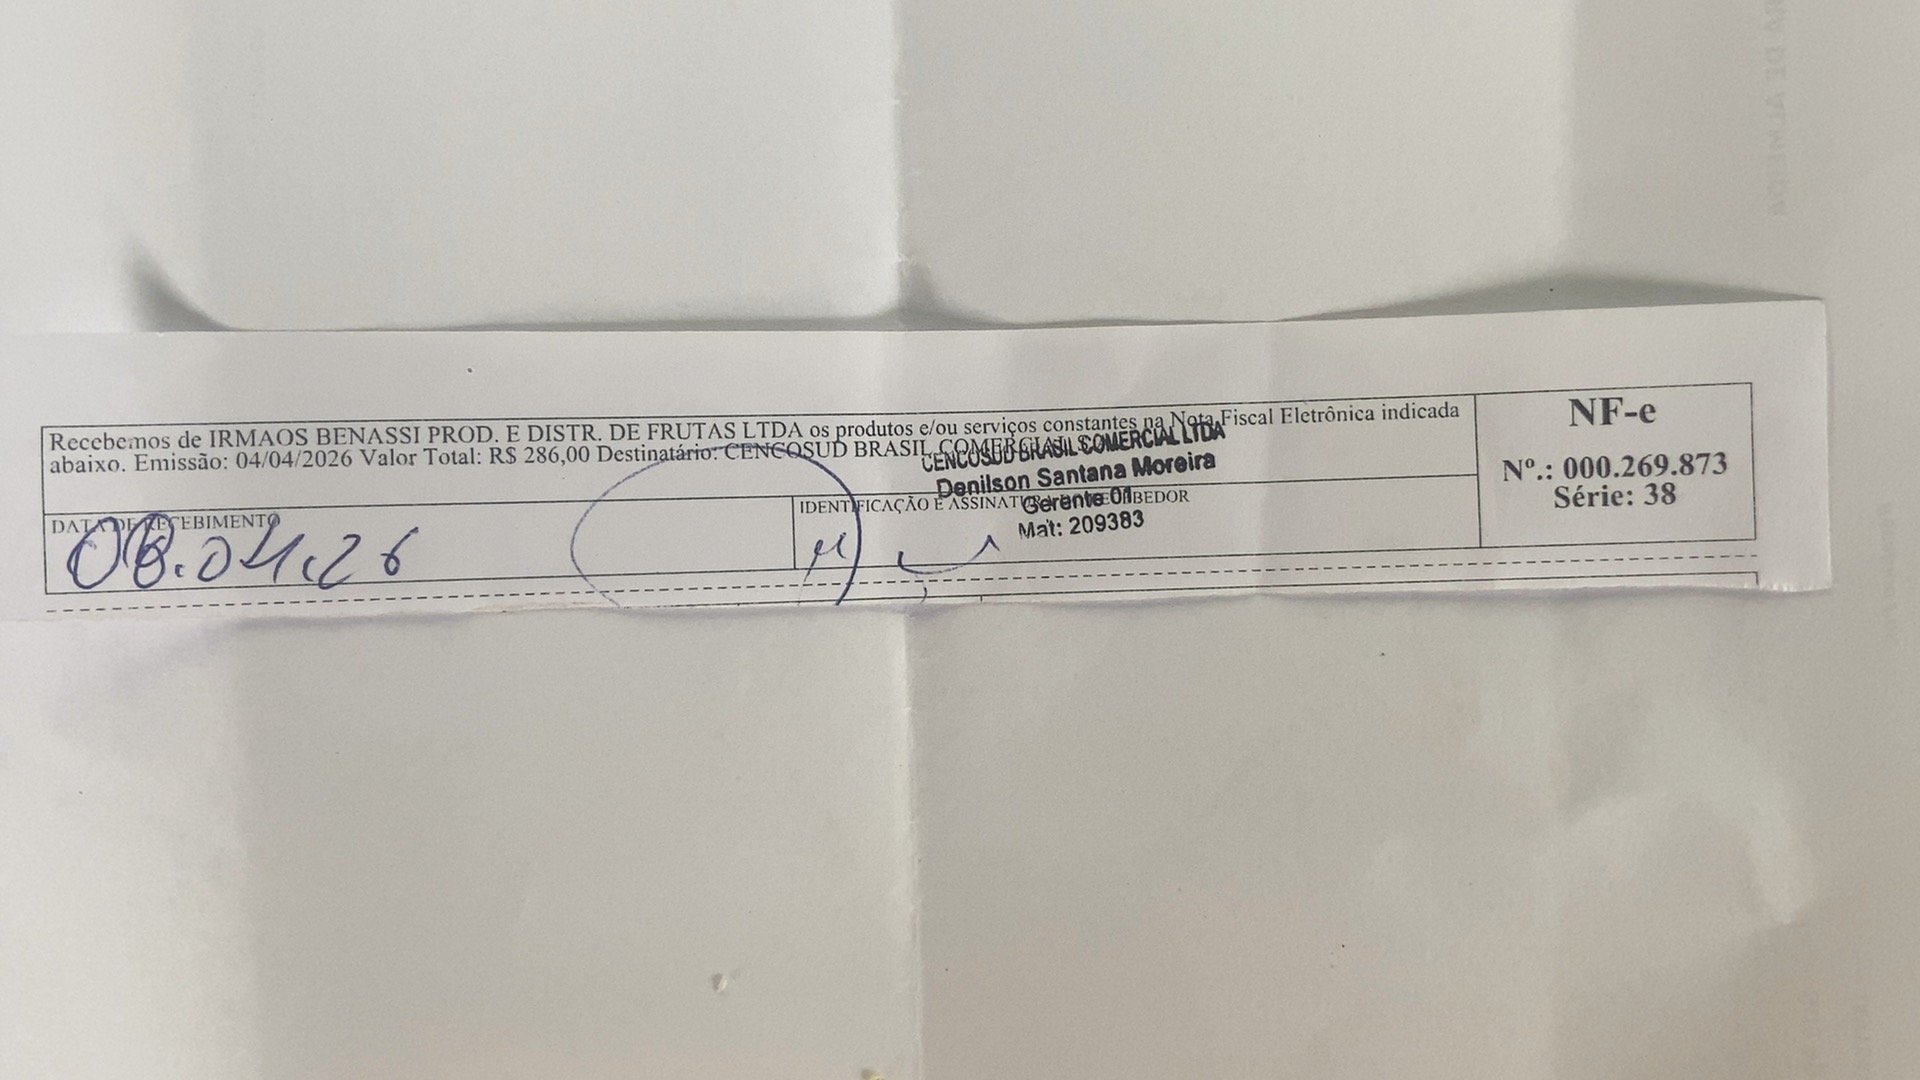 Recebemos de IRMAOS BENASSI PROD. E DISTR. DE FRUTAS LTDA os produtos e/ou serviços constantes na Nota Fiscal Eletrônica indicada
abaixo. Emissão: 04/04/2026 Valor Total: R$ 286,00 Destinatário: CENCOSUD BRASIL COMERCIAL
CENCOSUD BRASIL COMERCIAL LTDA
Denilson Santana Moreira
Gerente 01
Mat: 209383
DATA DE RECEBIMENTO
08.04.26
IDENTIFICAÇÃO E ASSINATURA DO RECEBEDOR
NF-e
Nº.: 000.269.873
Série: 38